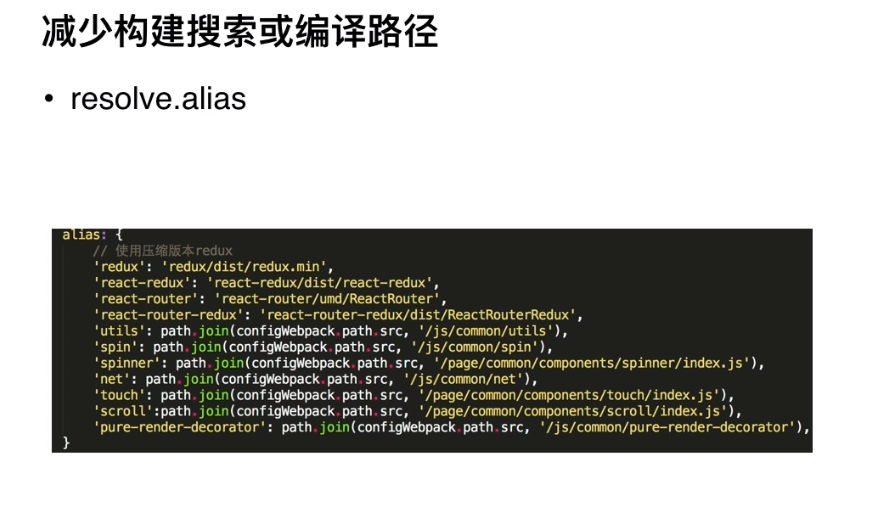 减少构建搜索或编译路径
• resolve.alias
alias: {
// 使用压缩版本redux
'redux': 'redux/dist/redux.min',
'react-redux': 'react-redux/dist/react-redux',
'react-router': 'react-router/umd/ReactRouter',
'react-router-redux': 'react-router-redux/dist/ReactRouterRedux',
'utils': path.join(configWebpack.path.src, '/js/common/utils'),
'spin': path.join(configWebpack.path.src, '/js/common/spin'),
'spinner': path.join(configWebpack.path.src, '/page/common/components/spinner/index.js'),
'net': path.join(configWebpack.path.src, '/js/common/net'),
'touch': path.join(configWebpack.path.src, '/page/common/components/touch/index.js'),
'scroll':path.join(configWebpack.path.src, '/page/common/components/scroll/index.js'),
'pure-render-decorator': path.join(configWebpack.path.src, '/js/common/pure-render-decorator'),
}